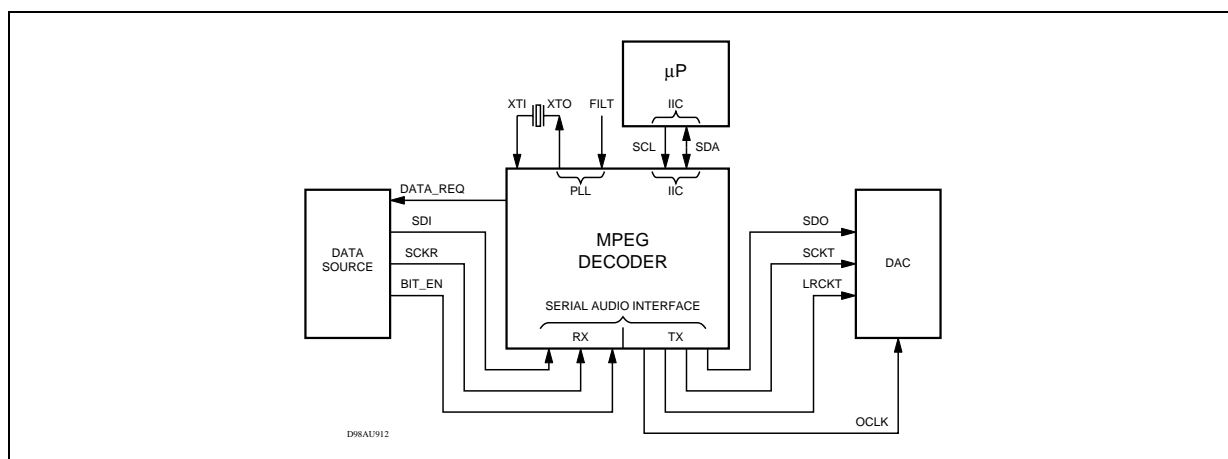 µP
IIC
XTI XTO FILT
SCL SDA
PLL IIC
DATA_REQ
SDI
SCKR
BIT_EN
DATA
SOURCE
MPEG
DECODER
SERIAL AUDIO INTERFACE
RX TX
SDO
SCKT
LRCKT
DAC
OCLK
D98AU912